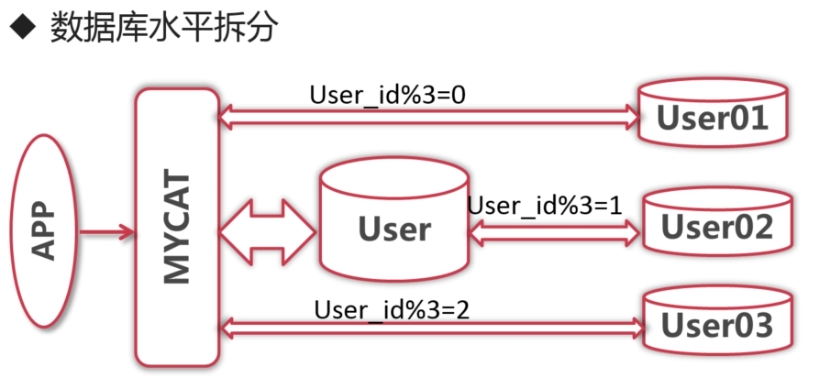 ◆ 数据库水平拆分
User_id%3=0
User01
APP
MYCAT
User
User_id%3=1
User02
User_id%3=2
User03